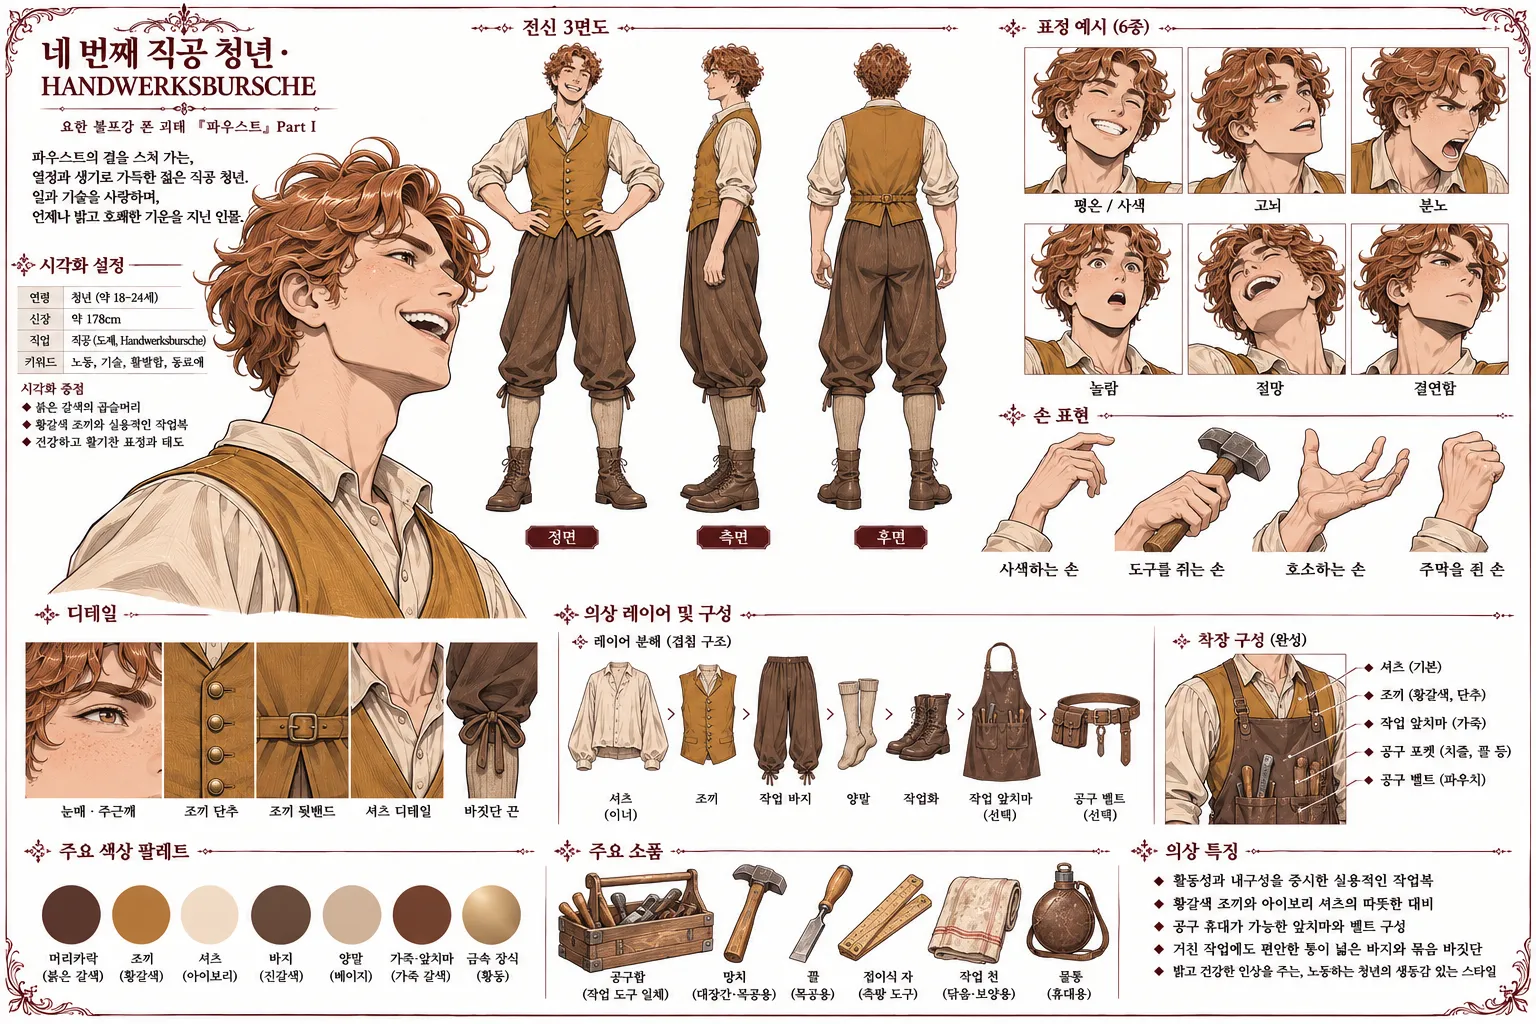 네 번째 직공 청년 ·
HANDWERKSBURSCHE
요한 볼프강 폰 괴태 『파우스트』 Part I
파우스트의 결을 스쳐 가는,
열정과 생기로 가득한 젊은 직공 청년.
일과 기술을 사랑하며,
언제나 밝고 호쾌한 기운을 지닌 인물.
시각화 설정
연령 청년 (약 18-24세)
신장 약 178cm
직업 직공 (도제, Handwerksbursche)
키워드 노동, 기술, 활발함, 동료애
시각화 중점
◆ 붉은 갈색의 곱슬머리
◆ 황갈색 조끼와 실용적인 작업복
◆ 건강하고 활기찬 표정과 태도
전신 3면도
정면
측면
후면
표정 예시 (6종)
평온 / 사색
고뇌
분노
놀람
절망
결연함
손 표현
사색하는 손
도구를 쥐는 손
호소하는 손
주먹을 쥔 손
디테일
눈매 · 주근깨
조끼 단추
조끼 뒷밴드
셔츠 디테일
바짓단 끈
의상 레이어 및 구성
레이어 분해 (겹침 구조)
셔츠
(이너)
조끼
작업 바지
양말
작업화
작업 앞치마
(선택)
공구 벨트
(선택)
착장 구성 (완성)
◆ 셔츠 (기본)
◆ 조끼 (황갈색, 단추)
◆ 작업 앞치마 (가죽)
◆ 공구 포켓 (치즐, 끌 등)
◆ 공구 벨트 (파우치)
주요 색상 팔레트
머리카락
(붉은 갈색)
조끼
(황갈색)
셔츠
(아이보리)
바지
(진갈색)
양말
(베이지)
가죽·앞치마
(가죽 갈색)
금속 장식
(황동)
주요 소품
공구함
(작업 도구 일체)
망치
(대장간·목공용)
끌
(목공용)
접이식 자
(측량 도구)
작업 천
(닦음·보양용)
물통
(휴대용)
의상 특징
◆ 활동성과 내구성을 중시한 실용적인 작업복
◆ 황갈색 조끼와 아이보리 셔츠의 따뜻한 대비
◆ 공구 휴대가 가능한 앞치마와 벨트 구성
◆ 거친 작업에도 편안한 통이 넓은 바지와 묶음 바짓단
◆ 밝고 건강한 인상을 주는, 노동하는 청년의 생동감 있는 스타일